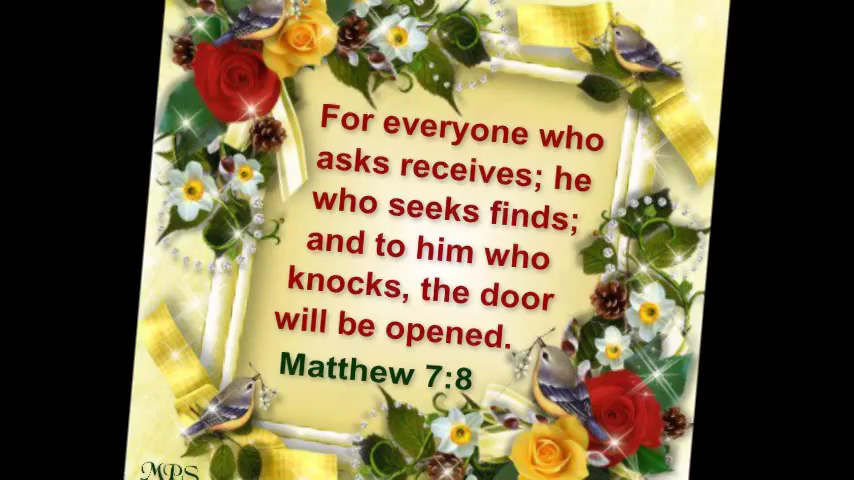 For everyone who
asks receives; he
who seeks finds;
and to him who
knocks, the door
will be opened.
Matthew 7:8
MPS